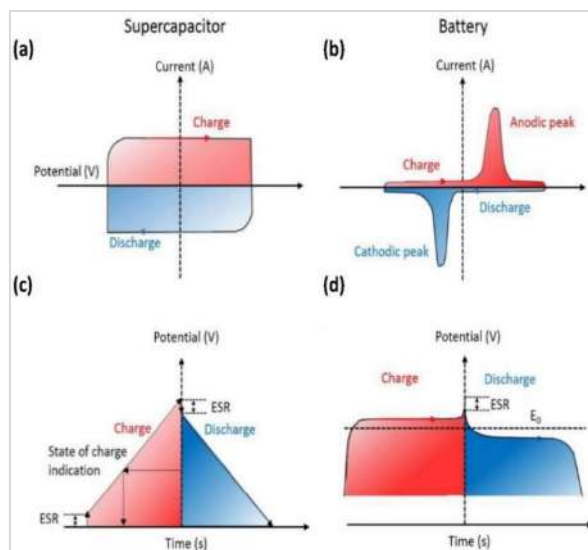 Supercapacitor
Battery
(a)
Current (A)
Charge
Potential (V)
Discharge
(b)
Current (A)
Anodic peak
Charge
Discharge
Cathodic peak
(c)
Potential (V)
ESR
Charge
Discharge
State of charge
indication
ESR
Time (s)
(d)
Potential (V)
Charge
Discharge
ESR
E₀
Time (s)